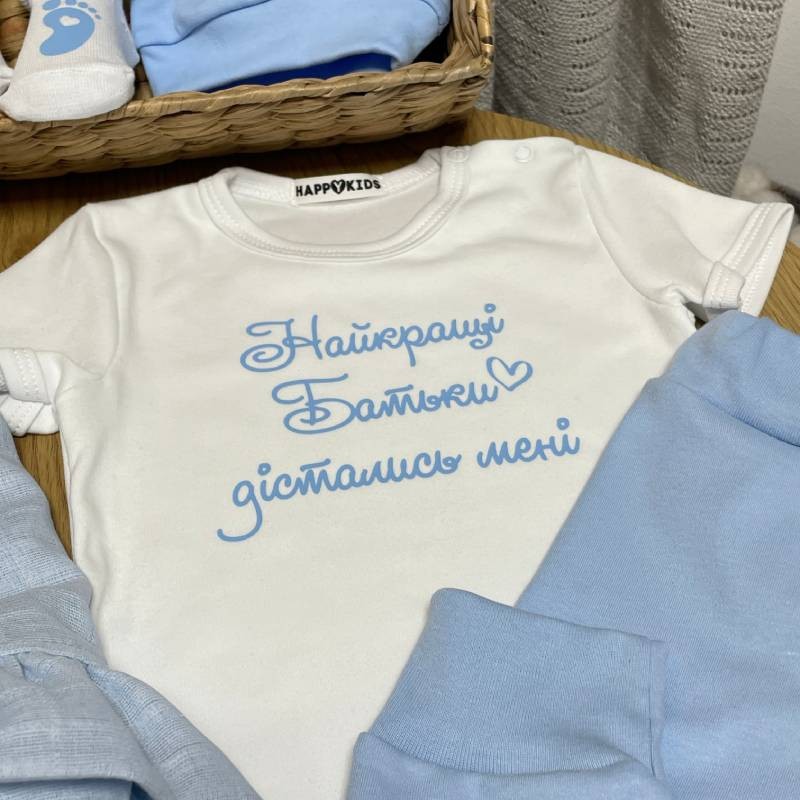 HAPPYKIDS
Найкращі
Батьки
дістались мені